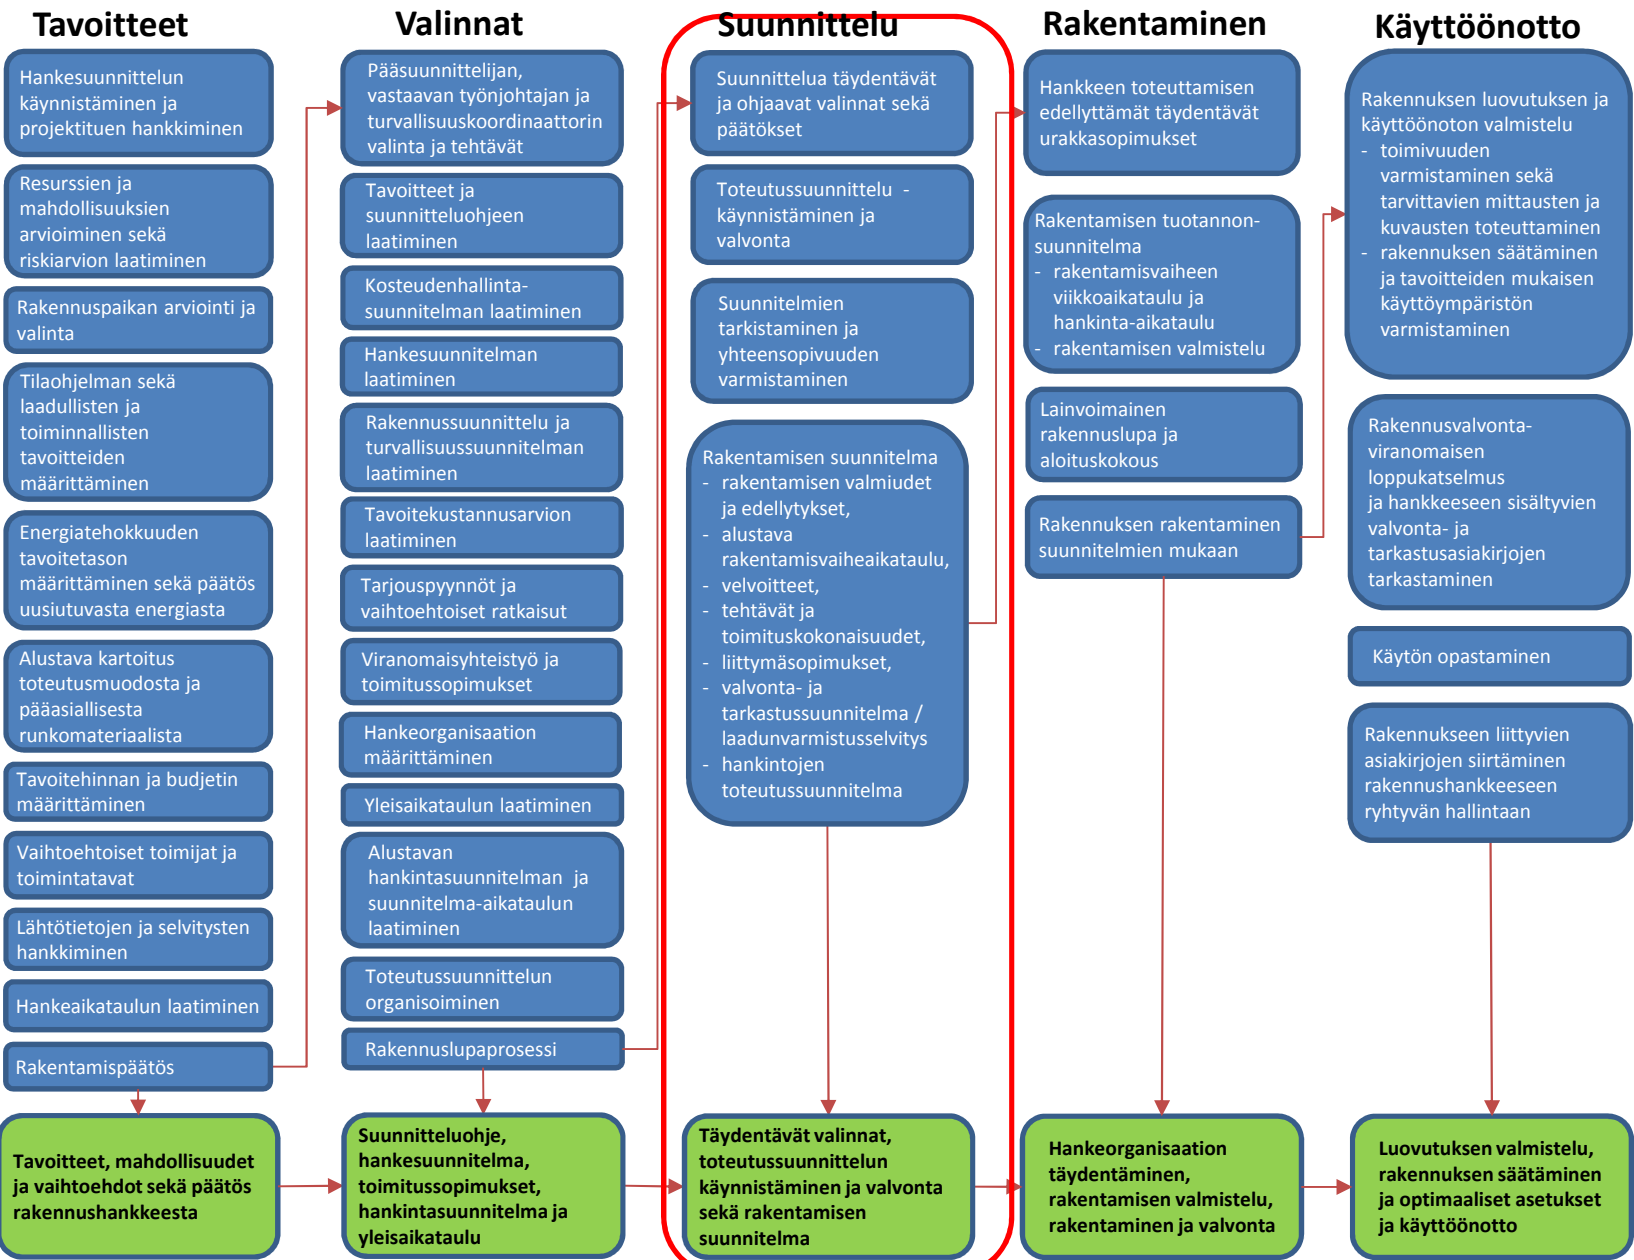 Tavoitteet
Hankesuunnittelun
käynnistäminen ja
projektituen hankkiminen
Resurssien ja
mahdollisuuksien
arvioiminen sekä
riskiarvion laatiminen
Rakennuspaikan arviointi ja
valinta
Tilaohjelman sekä
laadullisten ja
toiminnallisten
tavoitteiden
määrittäminen
Energiatehokkuuden
tavoitetason
määrittäminen sekä päätös
uusiutuvasta energiasta
Alustava kartoitus
toteutusmuodosta ja
pääasiallisesta
runkomateriaalista
Tavoitehinnan ja budjetin
määrittäminen
Vaihtoehtoiset toimijat ja
toimintatavat
Lähtötietojen ja selvitysten
hankkiminen
Hankeaikataulun laatiminen
Rakentamispäätös
Tavoitteet, mahdollisuudet
ja vaihtoehdot sekä päätös
rakennushankkeesta
Valinnat
Pääsuunnittelijan,
vastaavan työnjohtajan ja
turvallisuuskoordinaattorin
valinta ja tehtävät
Tavoitteet ja
suunnitteluohjeen
laatiminen
Kosteudenhallinta-
suunnitelman laatiminen
Hankesuunnitelman
laatiminen
Rakennussuunnittelu ja
turvallisuussuunnitelman
laatiminen
Tavoitekustannusarvion
laatiminen
Tarjouspyynnöt ja
vaihtoehtoiset ratkaisut
Viranomaisyhteistyö ja
toimitussopimukset
Hankeorganisaation
määrittäminen
Yleisaikataulun laatiminen
Alustavan
hankintasuunnitelman ja
suunnitelma-aikataulun
laatiminen
Toteutussuunnittelun
organisoiminen
Rakennuslupaprosessi
Suunnitteluohje,
hankesuunnitelma,
toimitussopimukset,
hankintasuunnitelma ja
yleisaikataulu
Suunnittelu
Suunnittelua täydentävät
ja ohjaavat valinnat sekä
päätökset
Toteutussuunnittelu -
käynnistäminen ja
valvonta
Suunnitelmien
tarkistaminen ja
yhteensopivuuden
varmistaminen
Rakentamisen suunnitelma
- rakentamisen valmiudet
ja edellytykset,
- alustava
rakentamisvaiheaikataulu,
- velvoitteet,
- tehtävät ja
toimituskokonaisuudet,
- liittymäsopimukset,
- valvonta- ja
tarkastussuunnitelma /
laadunvarmistusselvitys
- hankintojen
toteutussuunnitelma
Täydentävät valinnat,
toteutussuunnittelun
käynnistäminen ja valvonta
sekä rakentamisen
suunnitelma
Rakentaminen
Hankkeen toteuttamisen
edellyttämät täydentävät
urakkasopimukset
Rakentamisen tuotannon-
suunnitelma
- rakentamisvaiheen
viikkoaikataulu ja
hankinta-aikataulu
- rakentamisen valmistelu
Lainvoimainen
rakennuslupa ja
aloituskokous
Rakennuksen rakentaminen
suunnitelmien mukaan
Hankeorganisaation
täydentäminen,
rakentamisen valmistelu,
rakentaminen ja valvonta
Käyttöönotto
Rakennuksen luovutuksen ja
käyttöönoton valmistelu
- toimivuuden
varmistaminen sekä
tarvittavien mittausten ja
kuvausten toteuttaminen
- rakennuksen säätäminen
ja tavoitteiden mukaisen
käyttöympäristön
varmistaminen
Rakennusvalvonta-
viranomaisen
loppukatselmus
ja hankkeeseen sisältyvien
valvonta- ja
tarkastusasiakirjojen
tarkastaminen
Käytön opastaminen
Rakennukseen liittyvien
asiakirjojen siirtäminen
rakennushankkeeseen
ryhtyvän hallintaan
Luovutuksen valmistelu,
rakennuksen säätäminen
ja optimaaliset asetukset
ja käyttöönotto